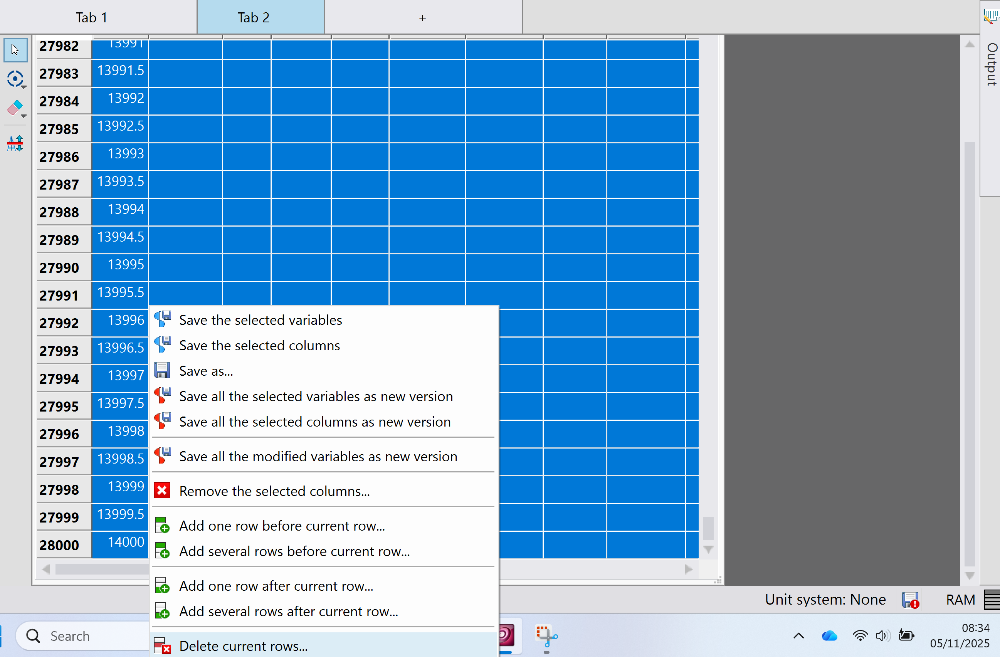 Tab 1
Tab 2
+
Output
27982 13991
27983 13991.5
27984 13992
27985 13992.5
27986 13993
27987 13993.5
27988 13994
27989 13994.5
27990 13995
27991 13995.5
27992 13996
27993 13996.5
27994 13997
27995 13997.5
27996 13998
27997 13998.5
27998 13999
27999 13999.5
28000 14000
Save the selected variables
Save the selected columns
Save as...
Save all the selected variables as new version
Save all the selected columns as new version
Save all the modified variables as new version
Remove the selected columns...
Add one row before current row...
Add several rows before current row...
Add one row after current row...
Add several rows after current row...
Delete current rows...
Unit system: None
RAM
Search
08:34
05/11/2025